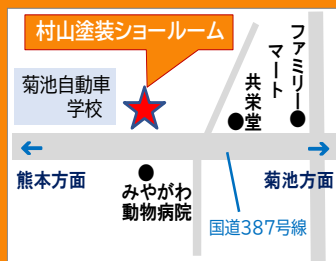 村山塗装ショールーム
菊池自動車
学校
ファミリー
マート
共栄堂
←
→
熊本方面
みやがわ
動物病院
菊池方面
国道387号線